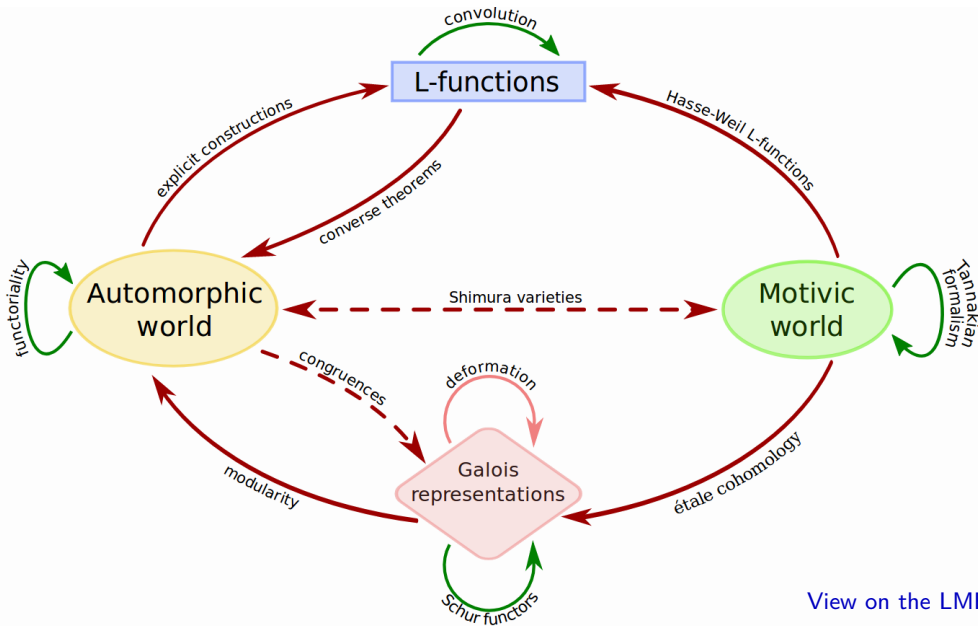 convolution
L-functions
explicit constructions
Hasse-Weil L-functions
converse theorems
functoriality
Automorphic
world
Shimura varieties
Motivic
world
Tannakian
formalism
congruences
deformation
Galois
representations
modularity
étale cohomology
Schur functors
View on the LM